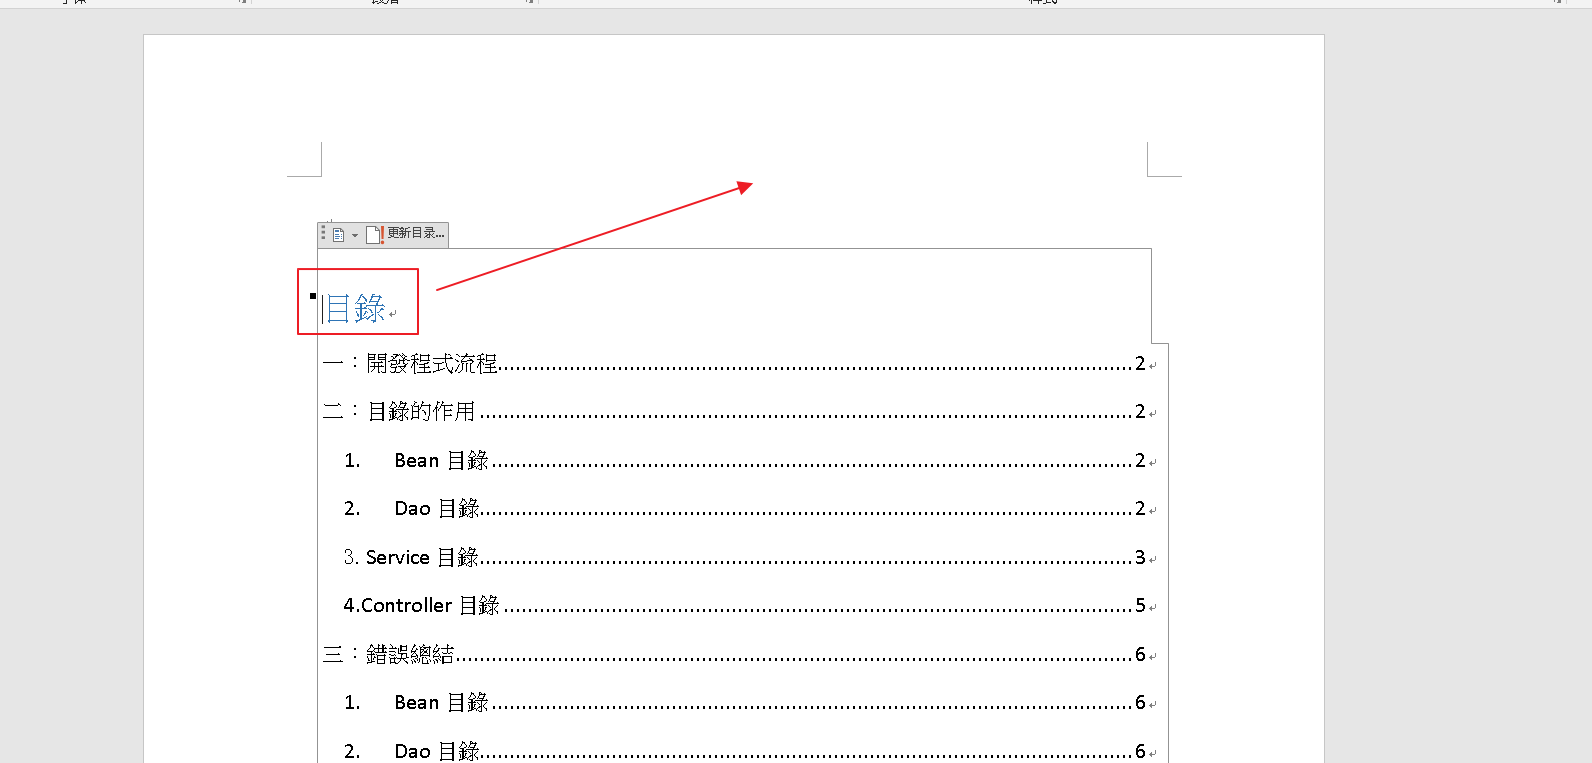 樣式
更新目录...
目錄
一：開發程式流程........2
二：目錄的作用........2
1. Bean 目錄........2
2. Dao 目錄........2
3. Service 目錄........3
4.Controller 目錄........5
三：錯誤總結........6
1. Bean 目錄........6
2. Dao 目錄........6